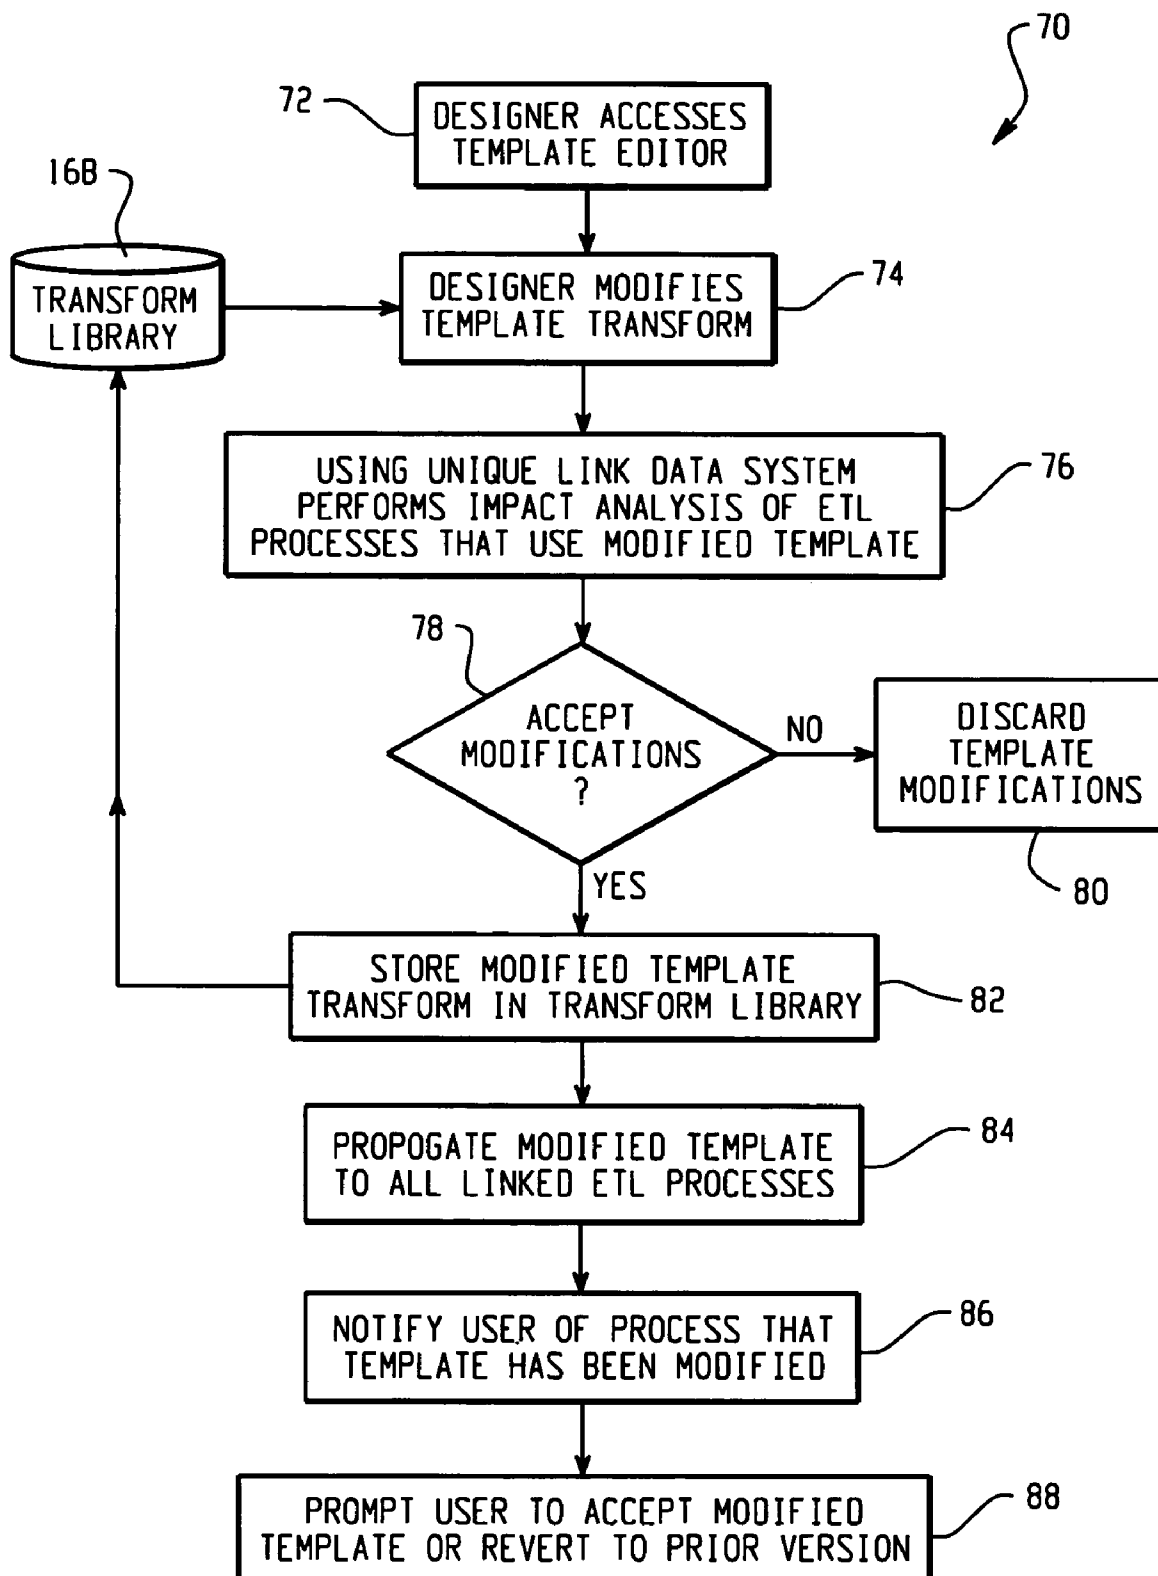 70
72
DESIGNER ACCESSES
TEMPLATE EDITOR
16B
TRANSFORM
LIBRARY
DESIGNER MODIFIES
TEMPLATE TRANSFORM
74
USING UNIQUE LINK DATA SYSTEM
PERFORMS IMPACT ANALYSIS OF ETL
PROCESSES THAT USE MODIFIED TEMPLATE
76
78
ACCEPT
MODIFICATIONS
?
NO
DISCARD
TEMPLATE
MODIFICATIONS
80
YES
STORE MODIFIED TEMPLATE
TRANSFORM IN TRANSFORM LIBRARY
82
PROPOGATE MODIFIED TEMPLATE
TO ALL LINKED ETL PROCESSES
84
NOTIFY USER OF PROCESS THAT
TEMPLATE HAS BEEN MODIFIED
86
PROMPT USER TO ACCEPT MODIFIED
TEMPLATE OR REVERT TO PRIOR VERSION
88